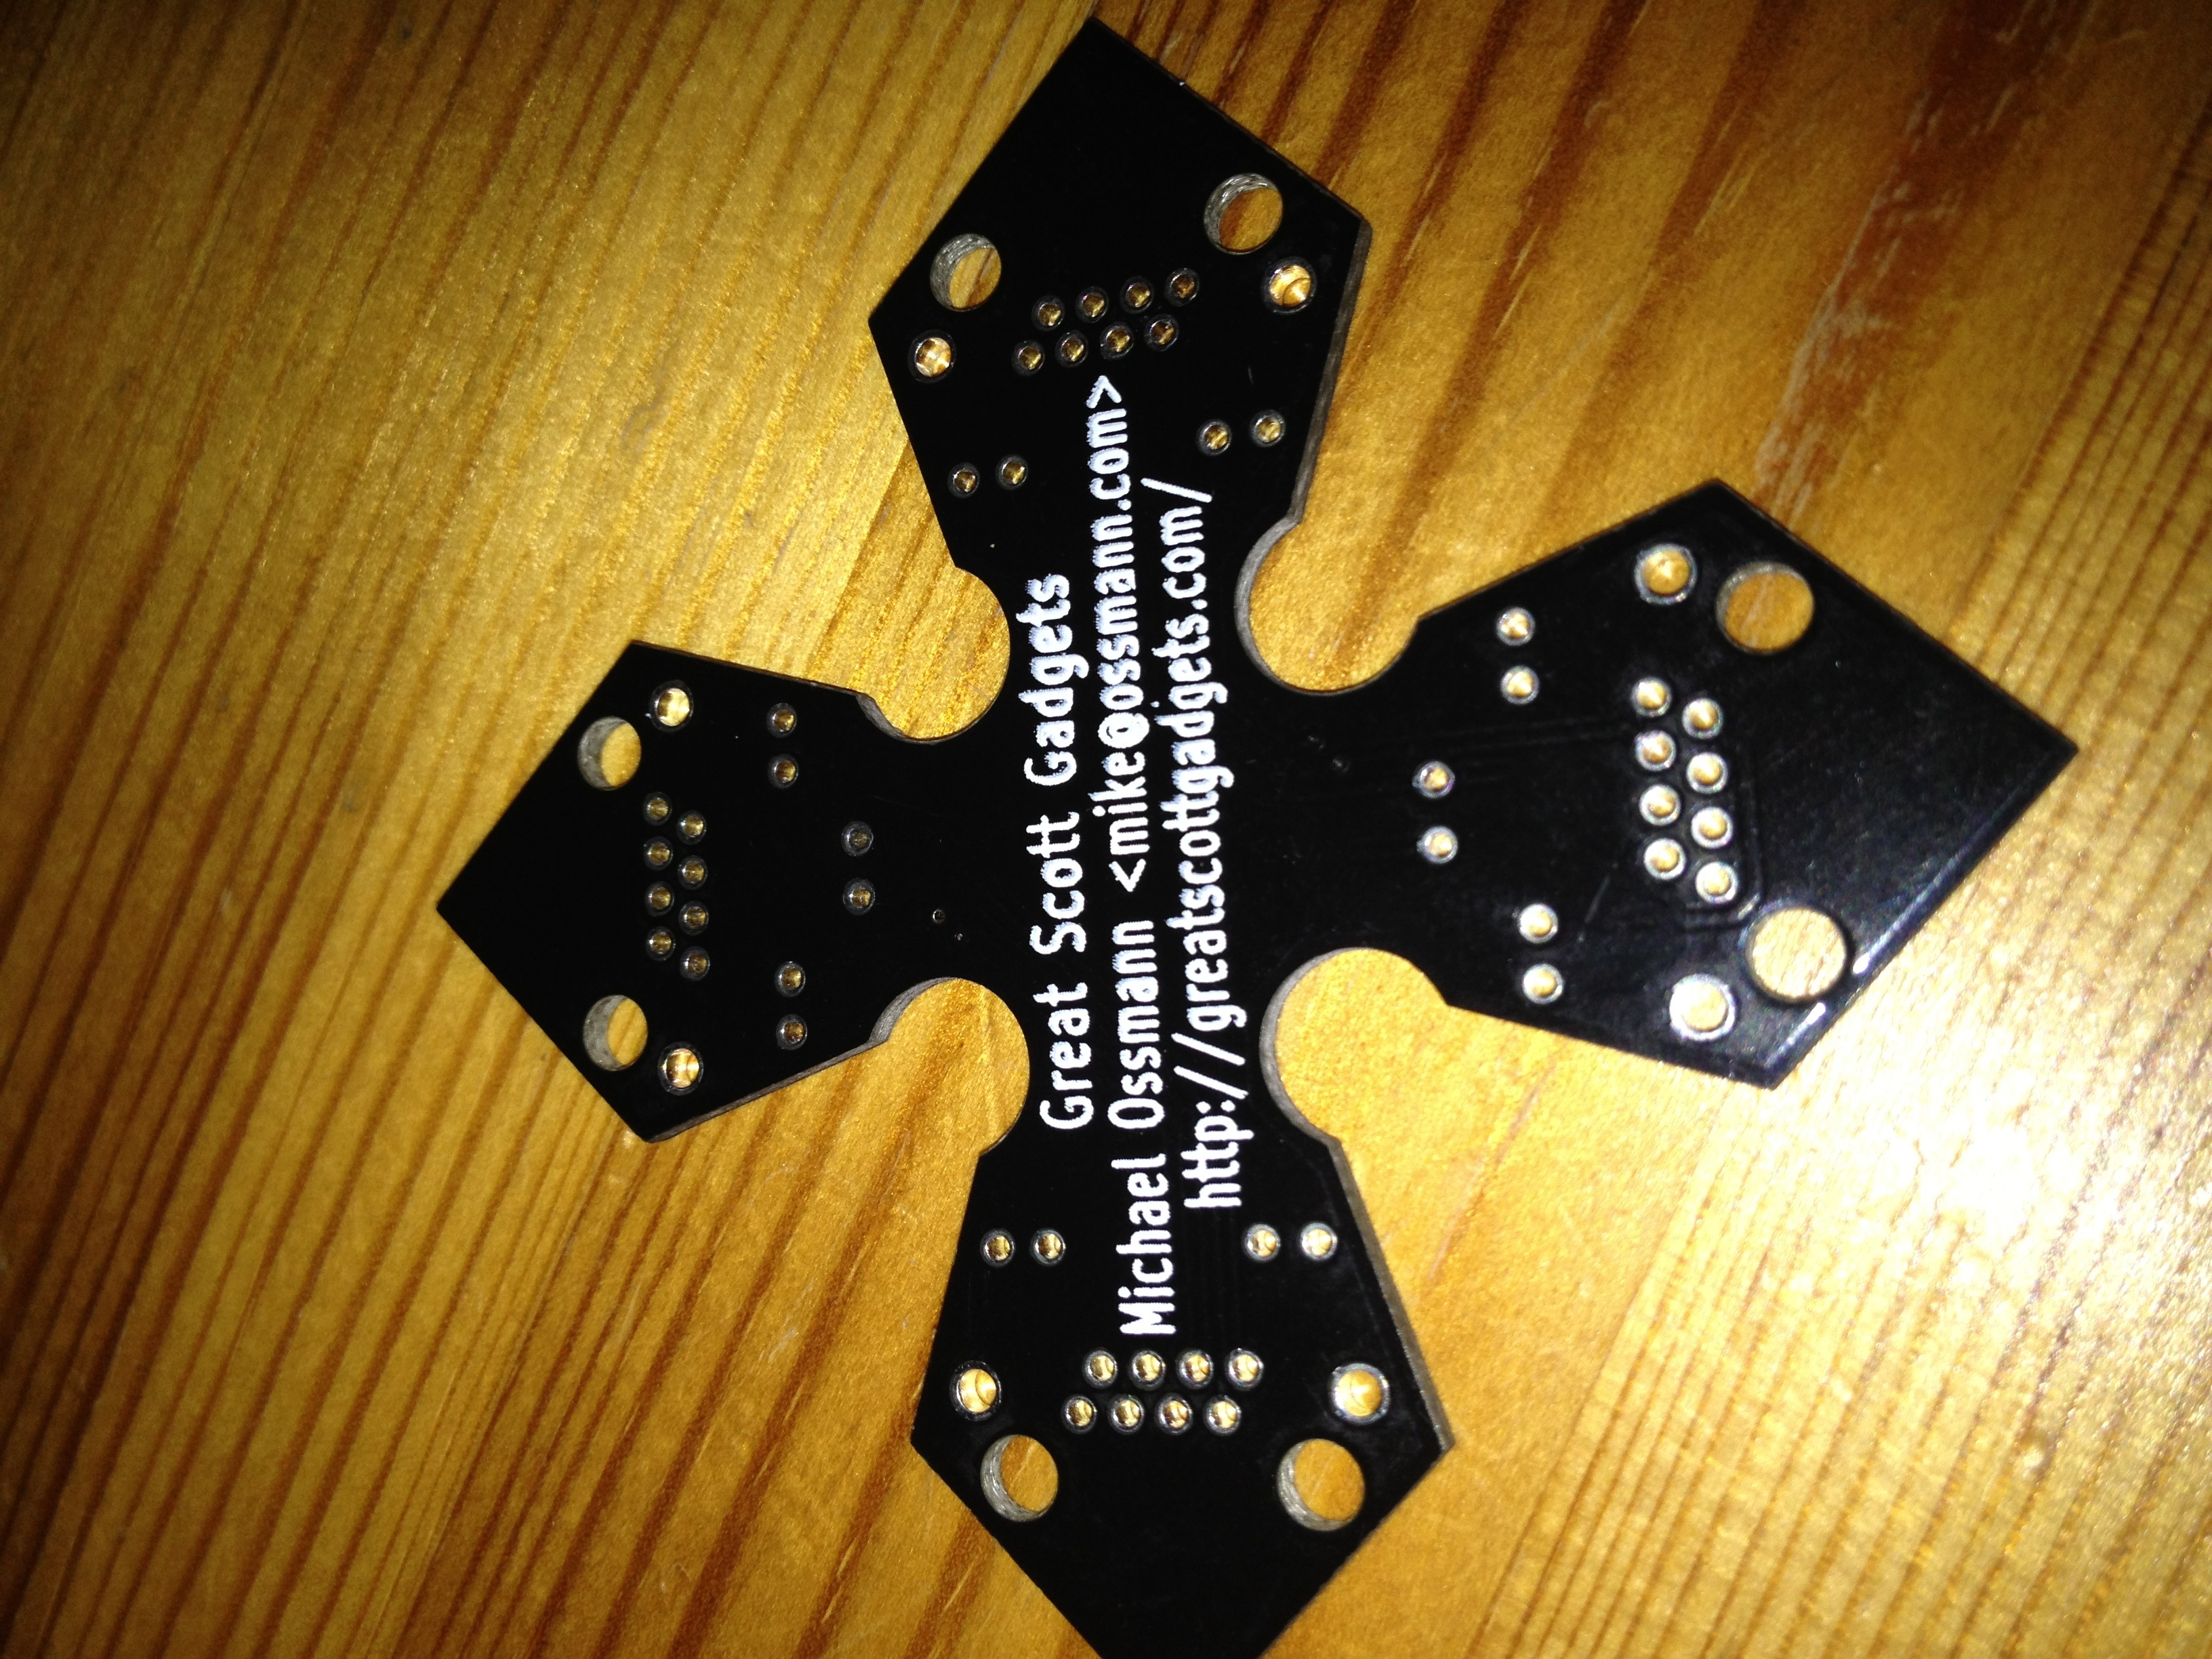 Great Scott Gadgets
Michael Ossmann <mike@ossmann.com>
http://greatscottgadgets.com/